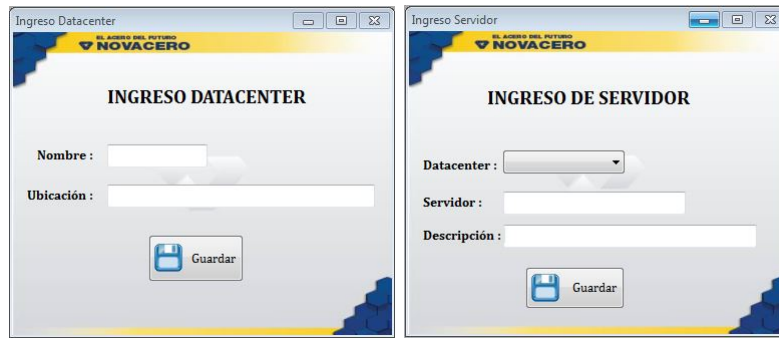 Ingreso Datacenter
EL ACERO DEL FUTURO
NOVACERO
INGRESO DATACENTER
Nombre :
Ubicación :
Guardar
Ingreso Servidor
EL ACERO DEL FUTURO
NOVACERO
INGRESO DE SERVIDOR
Datacenter :
Servidor :
Descripción :
Guardar